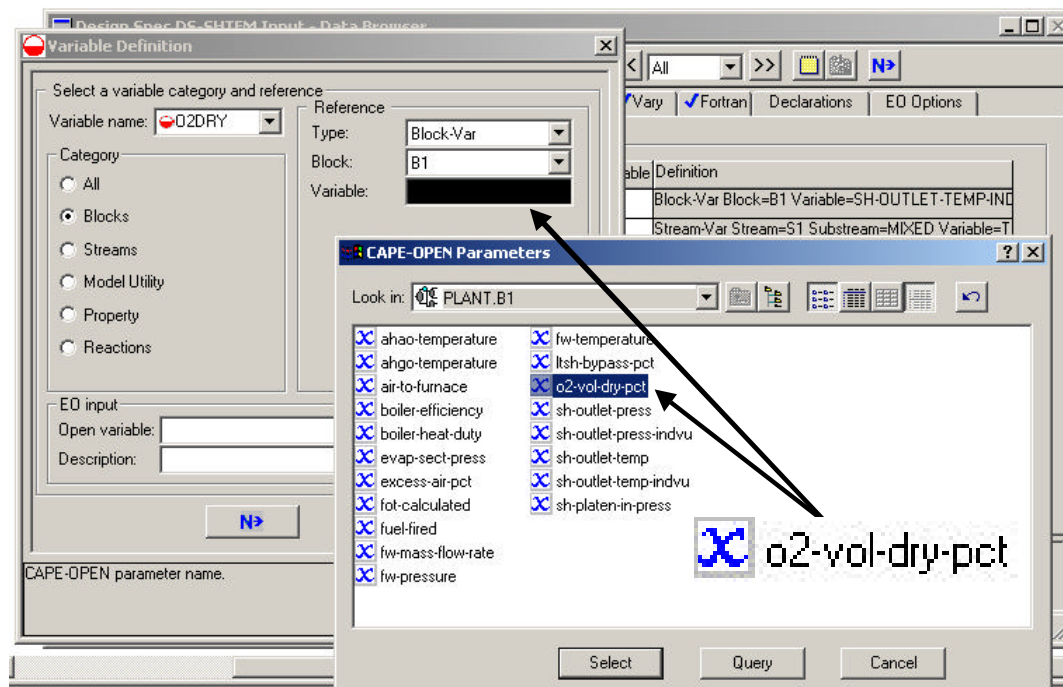 Design Spec DS-SHTEM Input - Data Browser
Variable Definition
Select a variable category and reference
Variable name: O2DRY
Category
All
Blocks
Streams
Model Utility
Property
Reactions
Reference
Type: Block-Var
Block: B1
Variable:
EO input
Open variable:
Description:
N>
CAPE-OPEN parameter name.
< All >> N>
Vary Fortran Declarations EO Options
able Definition
Block-Var Block=B1 Variable=SH-OUTLET-TEMP-IND
Stream-Var Stream=S1 Substream=MIXED Variable=T
CAPE-OPEN Parameters
Look in: PLANT.B1
ahao-temperature
ahgo-temperature
air-to-furnace
boiler-efficiency
boiler-heat-duty
evap-sect-press
excess-air-pct
fot-calculated
fuel-fired
fw-mass-flow-rate
fw-pressure
fw-temperature
ltsh-bypass-pct
o2-vol-dry-pct
sh-outlet-press
sh-outlet-press-indvu
sh-outlet-temp
sh-outlet-temp-indvu
sh-platen-in-press
o2-vol-dry-pct
Select Query Cancel